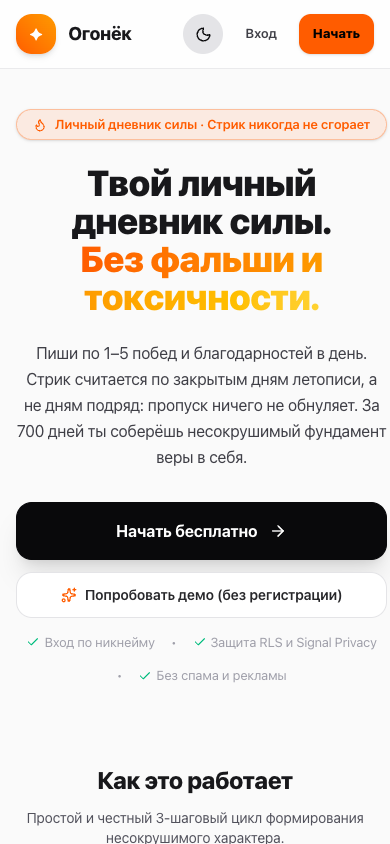 Огонёк
Вход
Начать
Личный дневник силы · Стрик никогда не сгорает
Твой личный
дневник силы.
Без фальши и
токсичности.
Пиши по 1–5 побед и благодарностей в день.
Стрик считается по закрытым дням летописи, а
не дням подряд: пропуск ничего не обнуляет. За
700 дней ты соберёшь несокрушимый фундамент
веры в себя.
Начать бесплатно
Попробовать демо (без регистрации)
Вход по никнейму • Защита RLS и Signal Privacy
• Без спама и рекламы
Как это работает
Простой и честный 3-шаговый цикл формирования
несокрушимого характера.